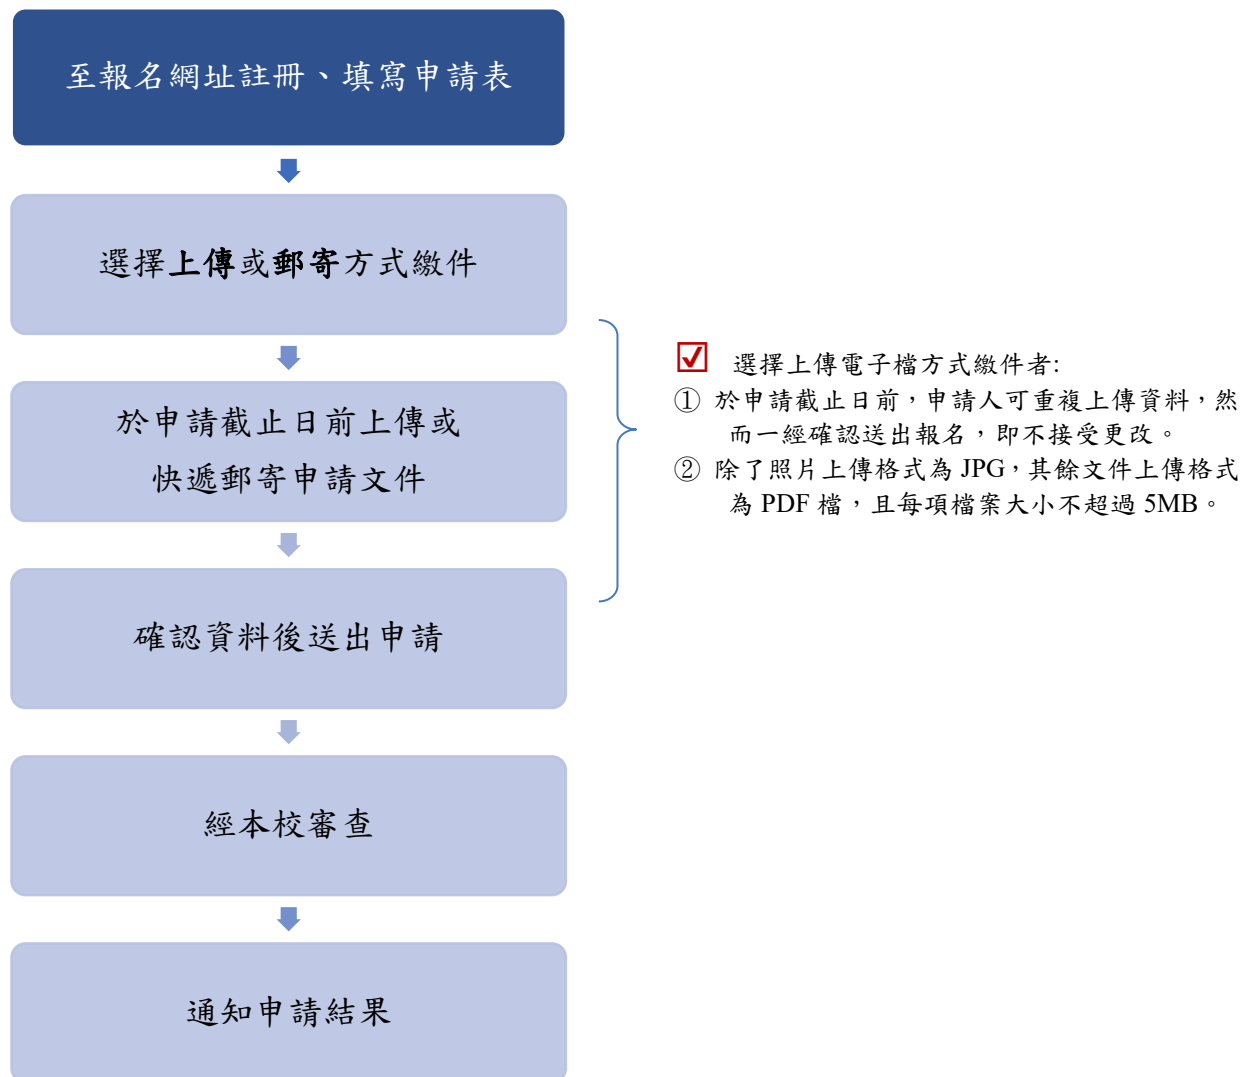 至報名網址註冊、填寫申請表
選擇上傳或郵寄方式繳件
於申請截止日前上傳或
快遞郵寄申請文件
確認資料後送出申請
經本校審查
通知申請結果
選擇上傳電子檔方式繳件者:
① 於申請截止日前，申請人可重複上傳資料，然
而一經確認送出報名，即不接受更改。
② 除了照片上傳格式為 JPG，其餘文件上傳格式
為 PDF 檔，且每項檔案大小不超過 5MB。